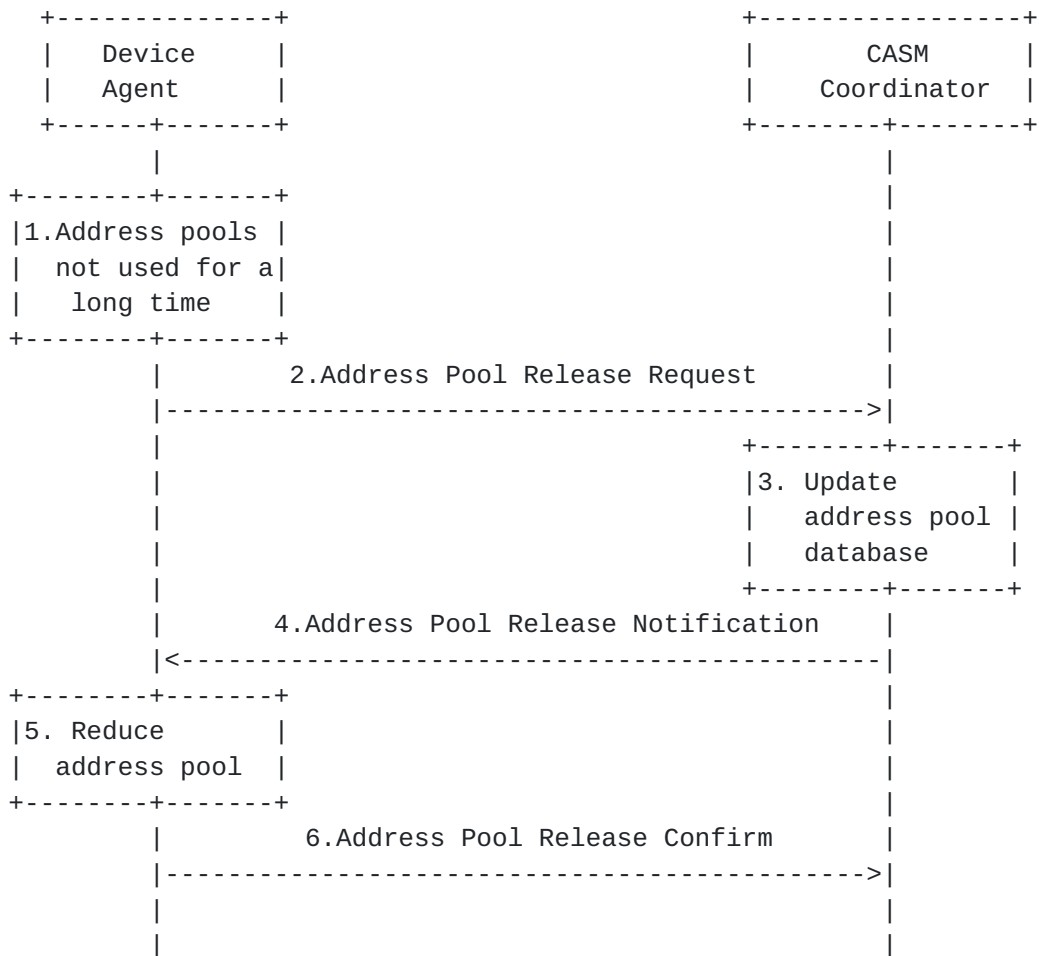 Device
Agent
CASM
Coordinator
1.Address pools
not used for a
long time
2.Address Pool Release Request
3. Update
address pool
database
4.Address Pool Release Notification
5. Reduce
address pool
6.Address Pool Release Confirm